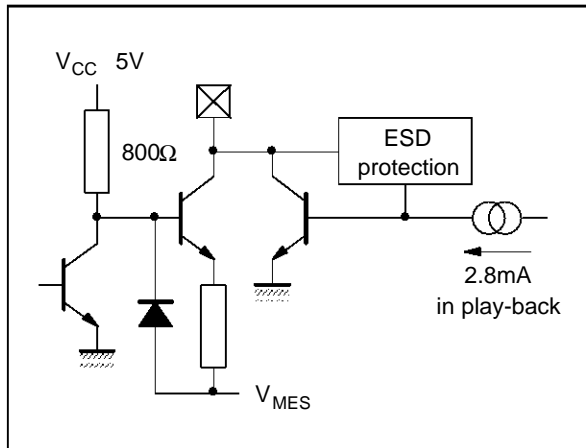 V_CC 5V
800Ω
ESD
protection
2.8mA
in play-back
V_MES